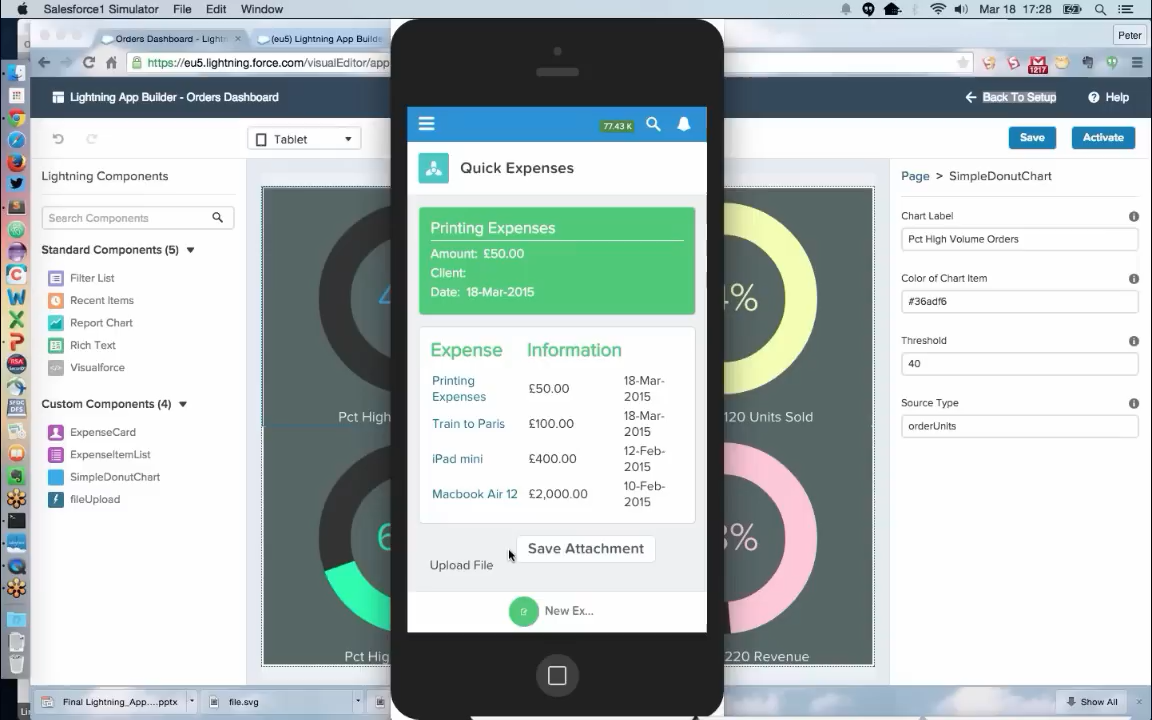 Salesforce1 Simulator File Edit Window Mar 18 17:28
Orders Dashboard - Lightn (eu5) Lightning App Builde Peter
https://eu5.lightning.force.com/visualEditor/app
1217
Lightning App Builder - Orders Dashboard Back To Setup Help
Tablet Save Activate
Lightning Components
Search Components
Standard Components (5)
Filter List
Recent Items
Report Chart
Rich Text
Visualforce
Custom Components (4)
ExpenseCard
ExpenseItemList
SimpleDonutChart
fileUpload
77.43 K
Quick Expenses
Printing Expenses
Amount: £50.00
Client:
Date: 18-Mar-2015
Expense Information
Printing Expenses £50.00 18-Mar-2015
Train to Paris £100.00 18-Mar-2015
iPad mini £400.00 12-Feb-2015
Macbook Air 12 £2,000.00 10-Feb-2015
Save Attachment
Upload File
New Ex...
Pct High
120 Units Sold
Pct Hig
220 Revenue
Page > SimpleDonutChart
Chart Label
Pct High Volume Orders
Color of Chart Item
#36adf6
Threshold
40
Source Type
orderUnits
Final Lightning_App....pptx file.svg Show All